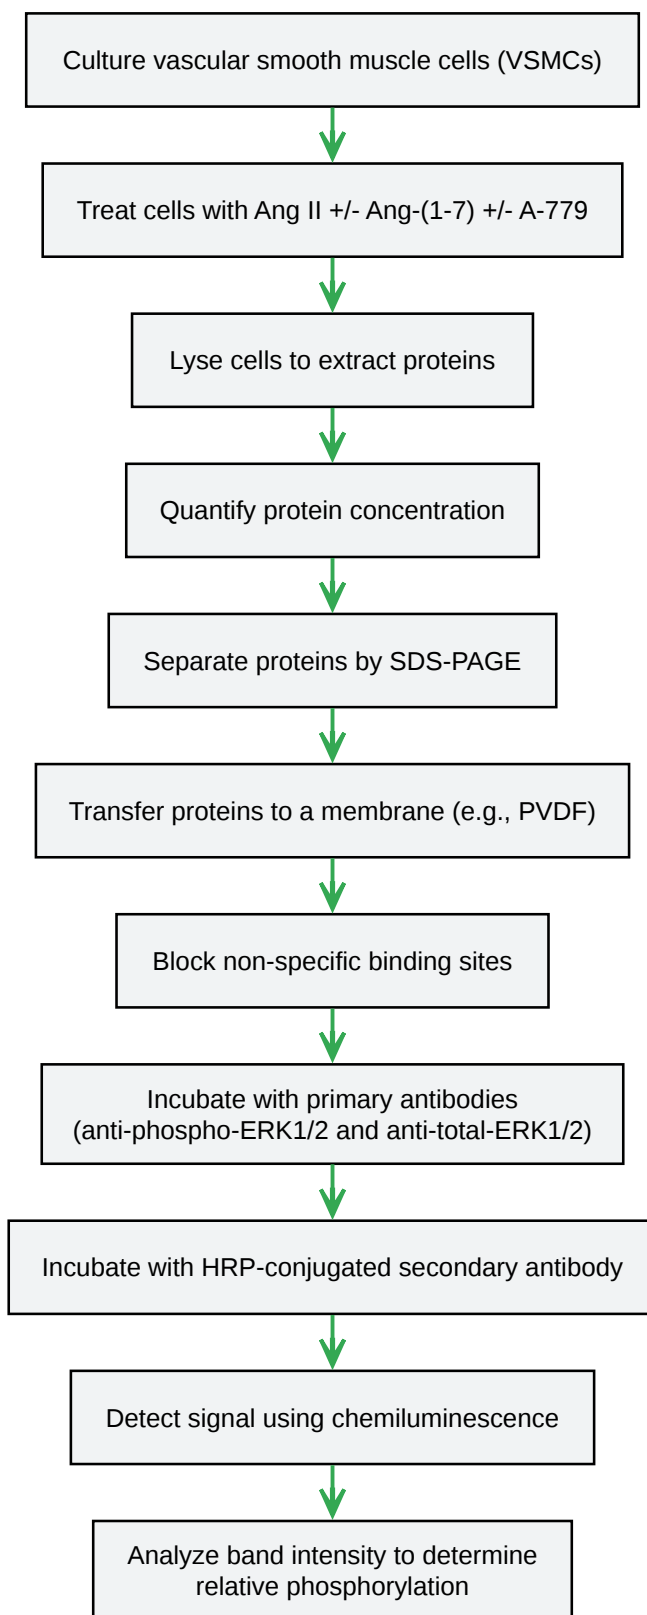 Culture vascular smooth muscle cells (VSMCs)
Treat cells with Ang II +/- Ang-(1-7) +/- A-779
Lyse cells to extract proteins
Quantify protein concentration
Separate proteins by SDS-PAGE
Transfer proteins to a membrane (e.g., PVDF)
Block non-specific binding sites
Incubate with primary antibodies
(anti-phospho-ERK1/2 and anti-total-ERK1/2)
Incubate with HRP-conjugated secondary antibody
Detect signal using chemiluminescence
Analyze band intensity to determine
relative phosphorylation